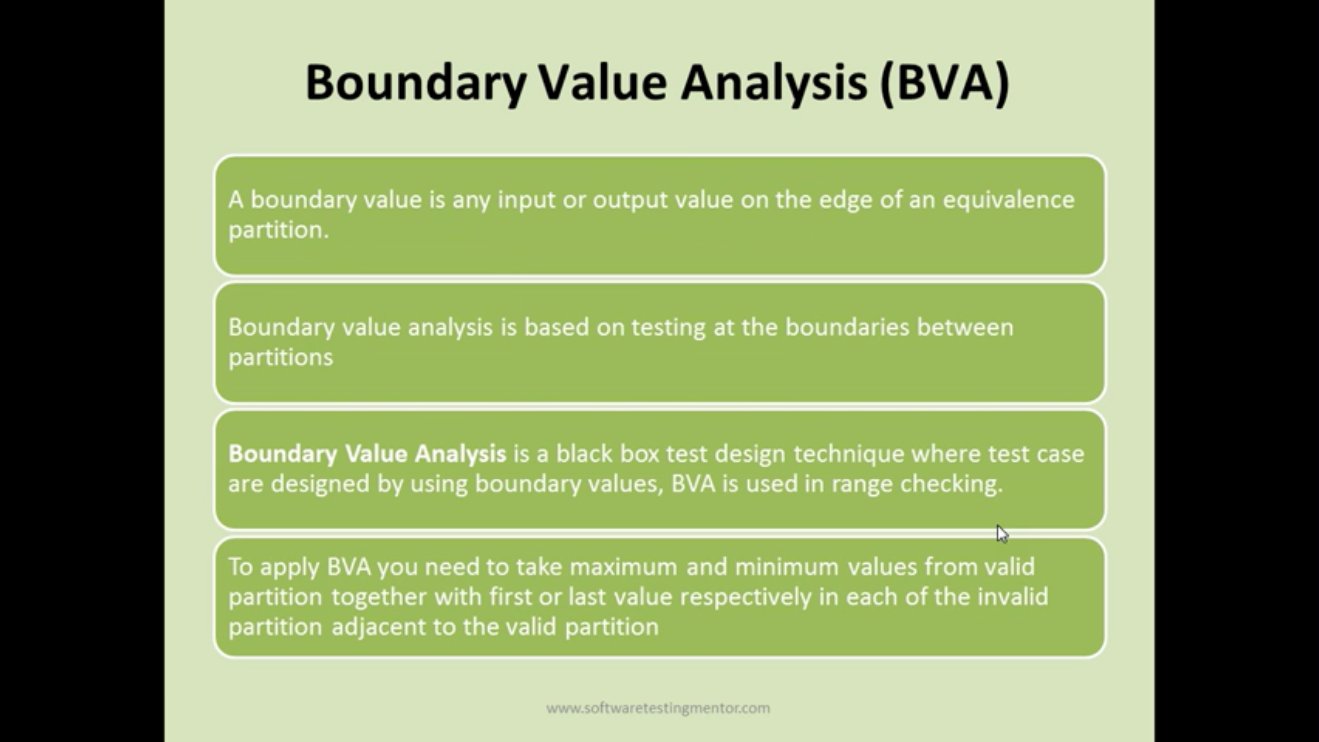 Boundary Value Analysis (BVA)
A boundary value is any input or output value on the edge of an equivalence
partition.
Boundary value analysis is based on testing at the boundaries between
partitions
Boundary Value Analysis is a black box test design technique where test case
are designed by using boundary values, BVA is used in range checking.
To apply BVA you need to take maximum and minimum values from valid
partition together with first or last value respectively in each of the invalid
partition adjacent to the valid partition
www.softwaretestingmentor.com